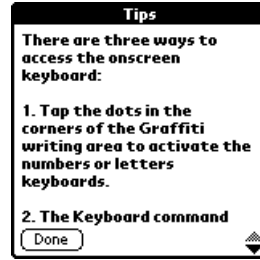 Tips
There are three ways to
access the onscreen
keyboard:
1. Tap the dots in the
corners of the Graffiti
writing area to activate the
numbers or letters
keyboards.
2. The Keyboard command
Done